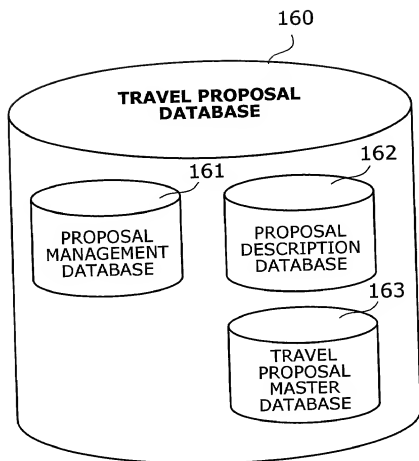 160
TRAVEL PROPOSAL
DATABASE
161
PROPOSAL
MANAGEMENT
DATABASE
162
PROPOSAL
DESCRIPTION
DATABASE
163
TRAVEL
PROPOSAL
MASTER
DATABASE